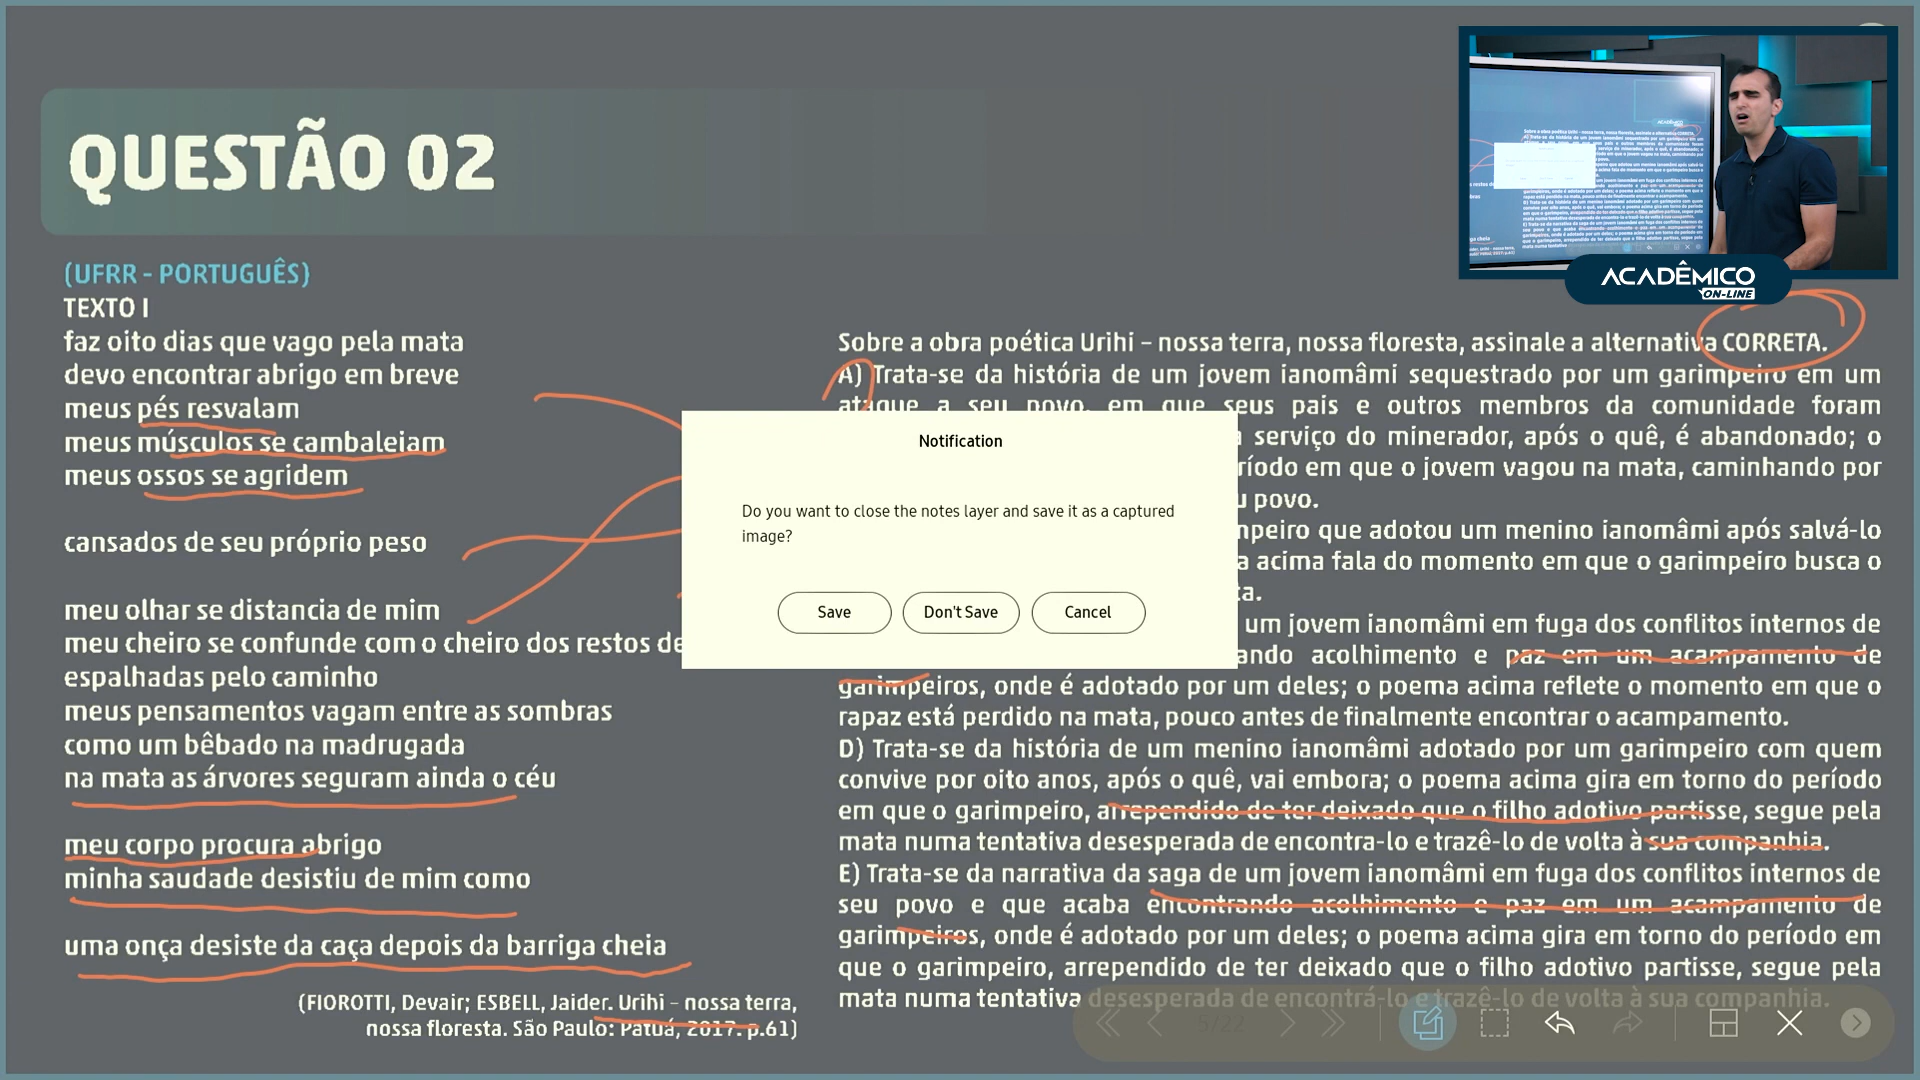 QUESTÃO 02
(UFRR - PORTUGUÊS)
TEXTO I
faz oito dias que vago pela mata
devo encontrar abrigo em breve
meus pés resvalam
meus músculos se cambaleiam
meus ossos se agridem
cansados de seu próprio peso
meu olhar se distancia de mim
meu cheiro se confunde com o cheiro dos restos de
espalhadas pelo caminho
meus pensamentos vagam entre as sombras
como um bêbado na madrugada
na mata as árvores seguram ainda o céu
meu corpo procura abrigo
minha saudade desistiu de mim como
uma onça desiste da caça depois da barriga cheia
(FIOROTTI, Devair; ESBELL, Jaider. Urihi – nossa terra,
nossa floresta. São Paulo: Patuá, 2017. p.61)
ACADÊMICO
ON-LINE
Sobre a obra poética Urihi – nossa terra, nossa floresta, assinale a alternativa CORRETA.
A) Trata-se da história de um jovem ianomâmi sequestrado por um garimpeiro em um
ataque a seu povo, em que seus pais e outros membros da comunidade foram
serviço do minerador, após o quê, é abandonado; o
ríodo em que o jovem vagou na mata, caminhando por
u povo.
mpeiro que adotou um menino ianomâmi após salvá-lo
a acima fala do momento em que o garimpeiro busca o
ta.
um jovem ianomâmi em fuga dos conflitos internos de
ando acolhimento e paz em um acampamento de
garimpeiros, onde é adotado por um deles; o poema acima reflete o momento em que o
rapaz está perdido na mata, pouco antes de finalmente encontrar o acampamento.
D) Trata-se da história de um menino ianomâmi adotado por um garimpeiro com quem
convive por oito anos, após o quê, vai embora; o poema acima gira em torno do período
em que o garimpeiro, arrependido de ter deixado que o filho adotivo partisse, segue pela
mata numa tentativa desesperada de encontra-lo e trazê-lo de volta à sua companhia.
E) Trata-se da narrativa da saga de um jovem ianomâmi em fuga dos conflitos internos de
seu povo e que acaba encontrando acolhimento e paz em um acampamento de
garimpeiros, onde é adotado por um deles; o poema acima gira em torno do período em
que o garimpeiro, arrependido de ter deixado que o filho adotivo partisse, segue pela
mata numa tentativa desesperada de encontrá-lo e trazê-lo de volta à sua companhia.
Notification
Do you want to close the notes layer and save it as a captured
image?
Save
Don't Save
Cancel
5/22